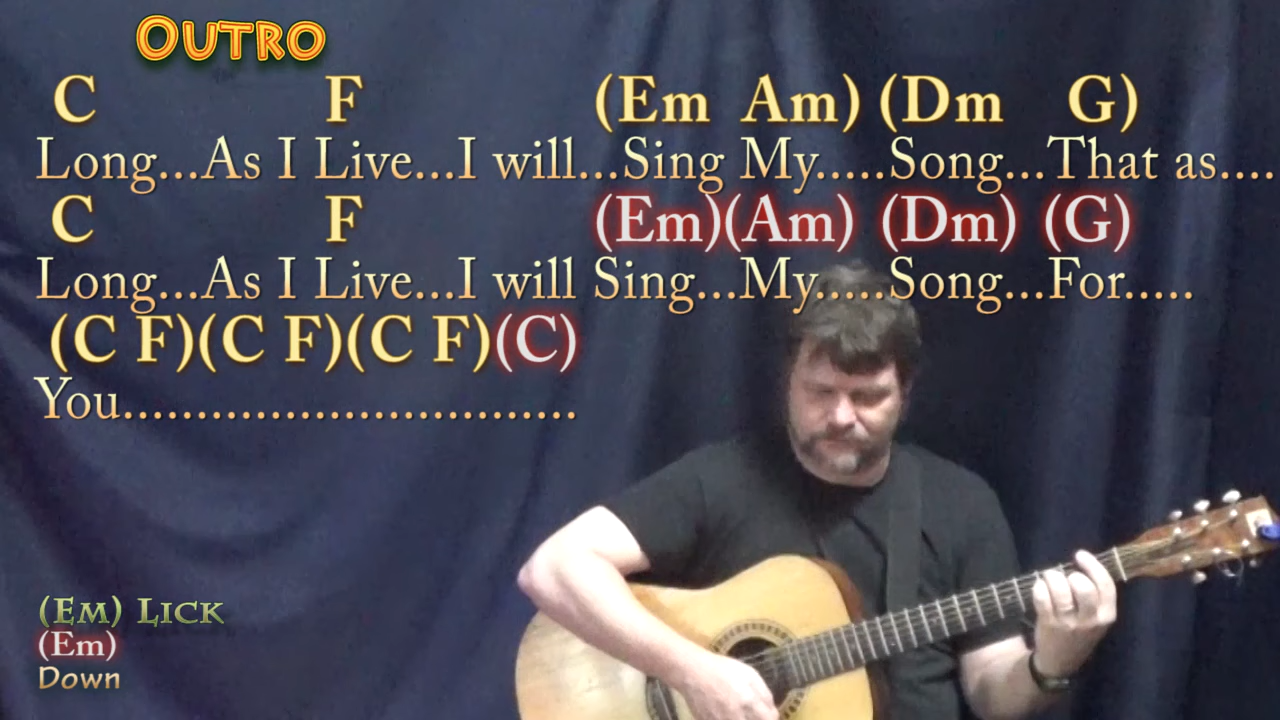 Outro
C F (Em Am) (Dm G)
Long...As I Live...I will...Sing My.....Song...That as....
C F (Em)(Am) (Dm) (G)
Long...As I Live...I will Sing...My.....Song...For.....
(C F)(C F)(C F)(C)
You...............................
(Em) Lick
(Em)
Down